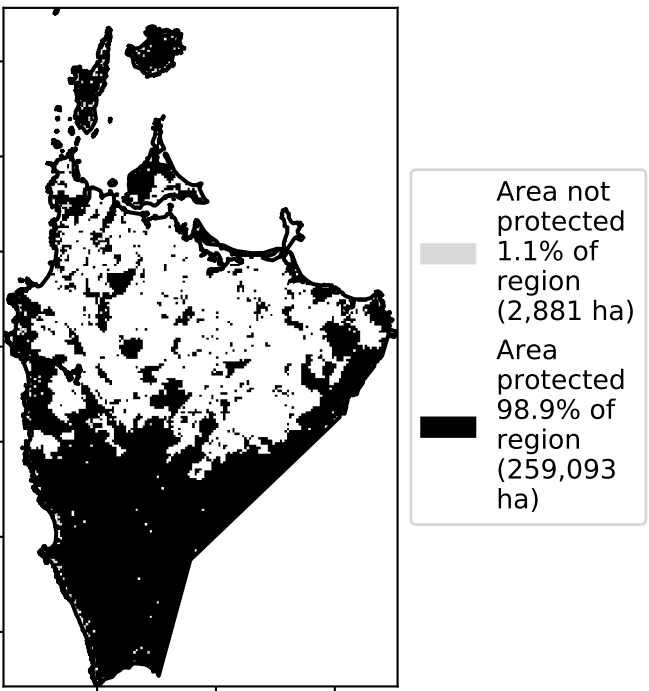 Area not
protected
1.1% of
region
(2,881 ha)
Area
protected
98.9% of
region
(259,093
ha)